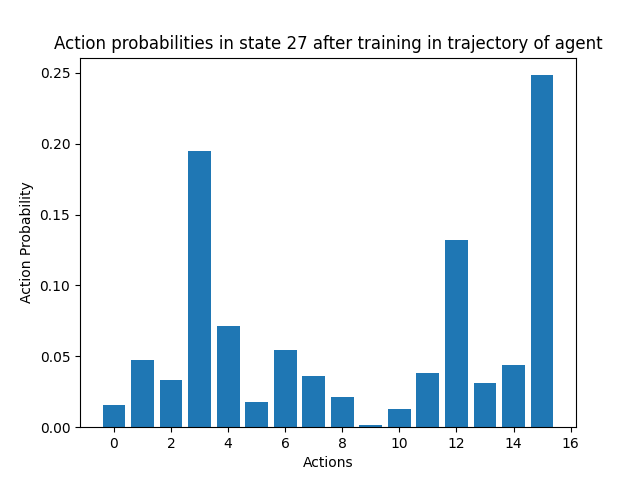 Action probabilities in state 27 after training in trajectory of agent
0.25
0.20
0.15
0.10
0.05
0.00
Action Probability
0 2 4 6 8 10 12 14 16
Actions